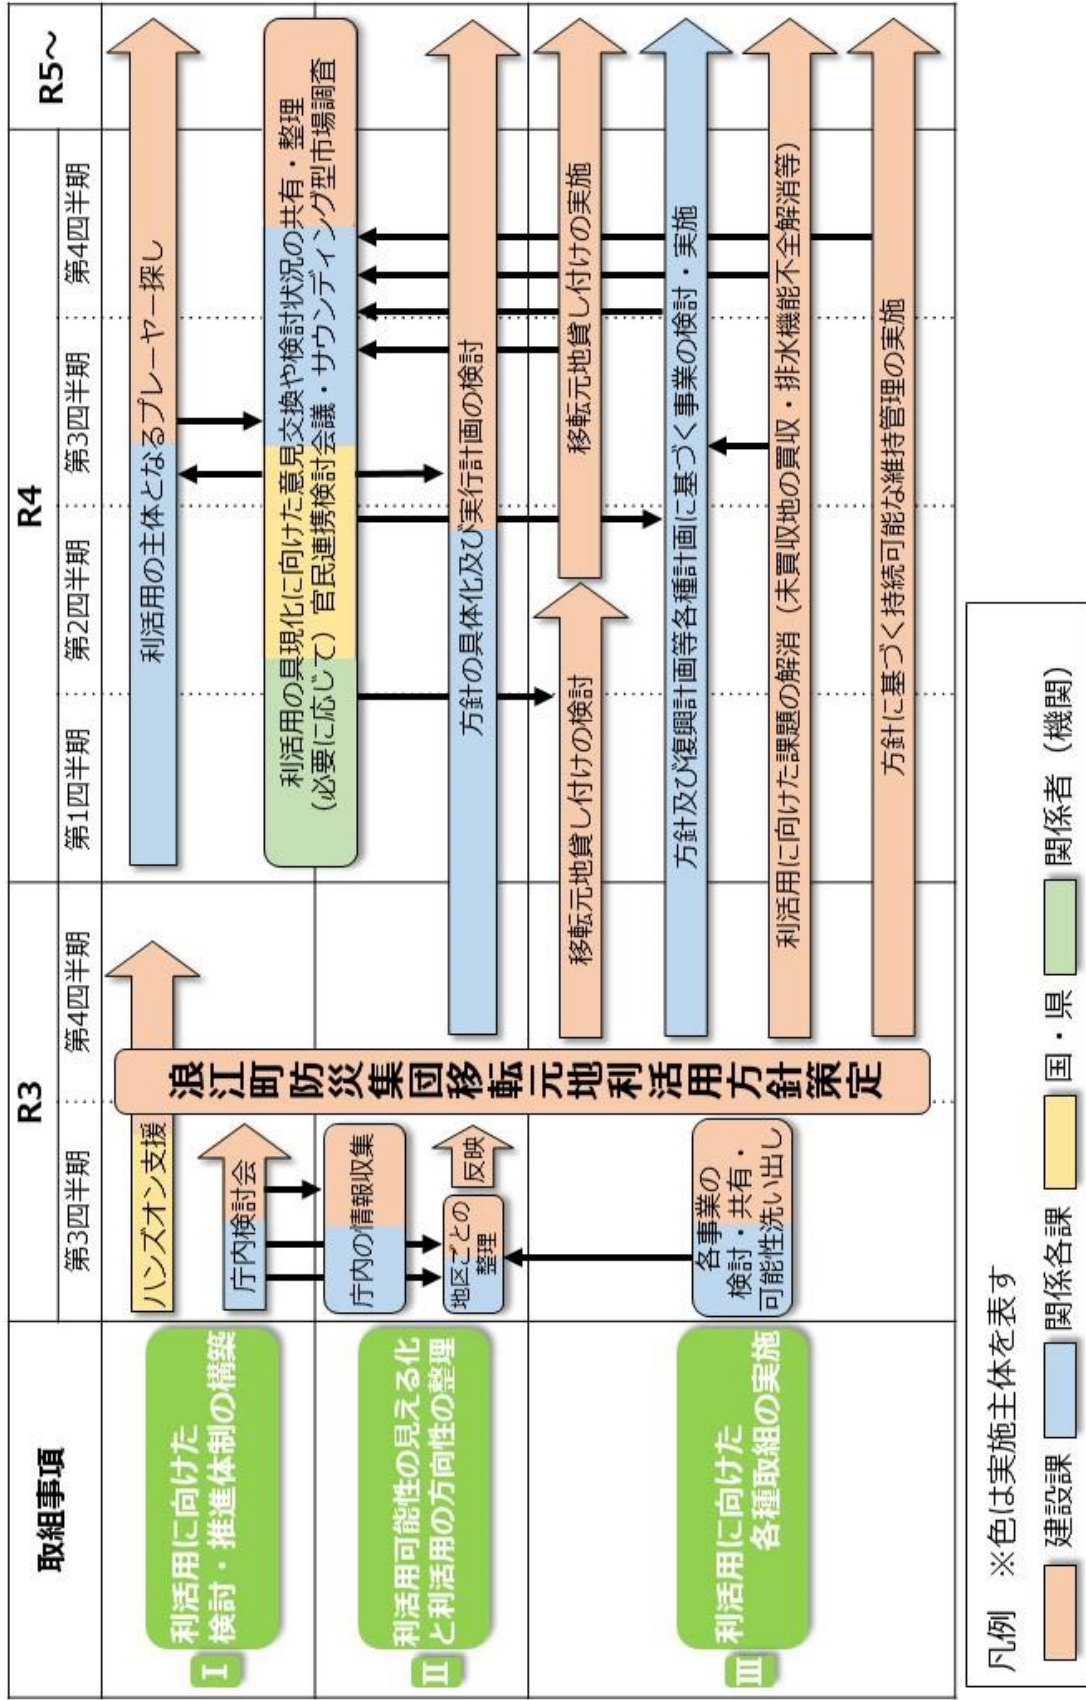 取組事項
R3
R4
R5～
第3四半期
第4四半期
第1四半期
第2四半期
第3四半期
第4四半期
Ⅰ
利活用に向けた
検討・推進体制の構築
ハンズオン支援
庁内検討会
利活用の主体となるプレーヤー探し
利活用の具現化に向けた意見交換や検討状況の共有・整理
(必要に応じて）官民連携検討会議・サウンディング型市場調査
Ⅱ
利活用可能性の見える化
と利活用の方向性の整理
庁内の情報収集
地区ごとの
整理
反映
浪江町防災集団移転元地利活用方針策定
方針の具体化及び実行計画の検討
Ⅲ
利活用に向けた
各種取組の実施
各事業の
検討・共有・
可能性洗い出し
移転元地貸し付けの検討
移転元地貸し付けの実施
方針及び復興計画等各種計画に基づく事業の検討・実施
利活用に向けた課題の解消（未買収地の買収・排水機能不全解消等）
方針に基づく持続可能な維持管理の実施
凡例　※色は実施主体を表す
建設課
関係各課
国・県
関係者（機関）